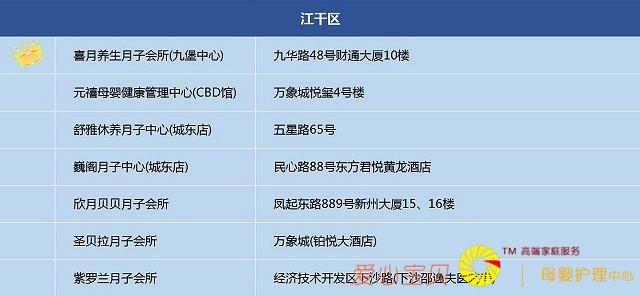 江干区
喜月养生月子会所(九堡中心) 九华路48号财通大厦10楼
元禧母婴健康管理中心(CBD馆) 万象城悦玺4号楼
舒雅休养月子中心(城东店) 五星路65号
巍阁月子中心(城东店) 民心路88号东方君悦黄龙酒店
欣月贝贝月子会所 凤起东路889号新州大厦15、16楼
圣贝拉月子会所 万象城(铂悦大酒店)
紫罗兰月子会所 经济技术开发区下沙路(下沙邵逸夫医
爱心宝贝
TM 高端家庭服务
母婴护理中心